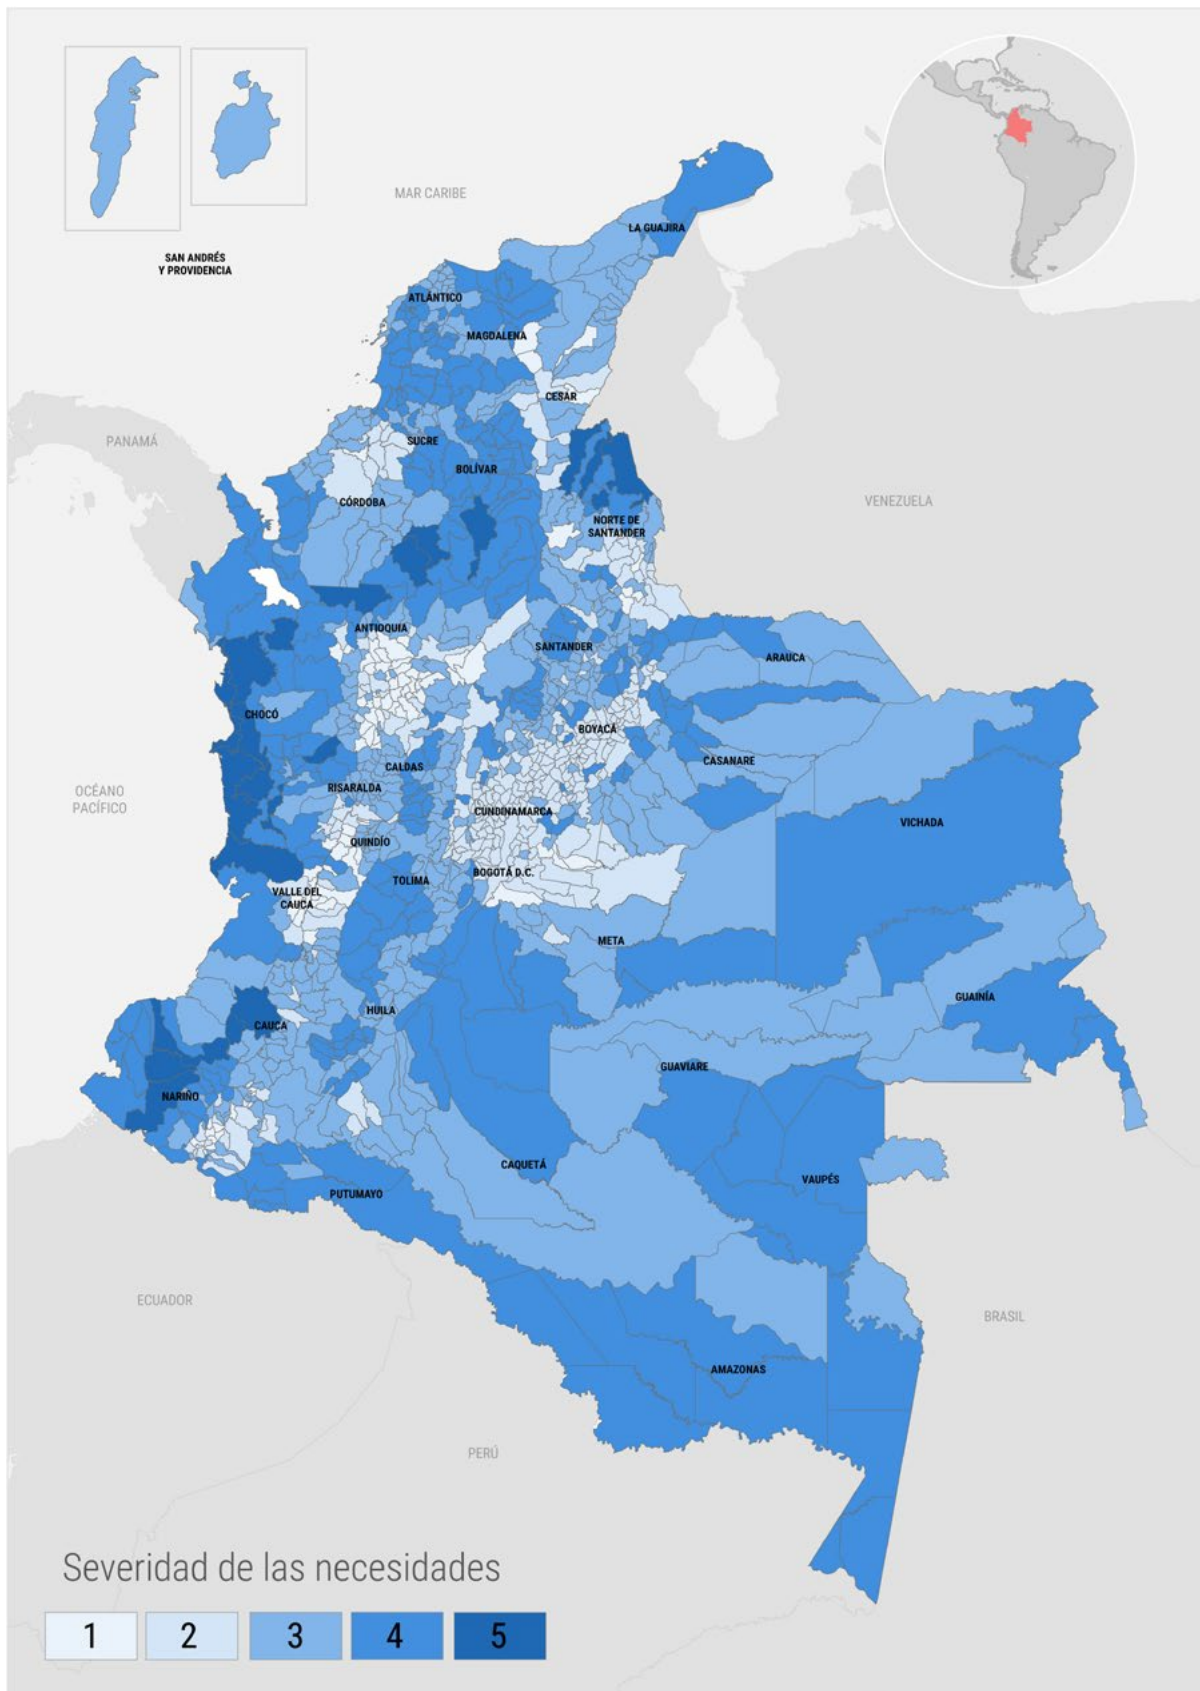 MAR CARIBE
LA GUAJIRA
SAN ANDRÉS
Y PROVIDENCIA
ATLÁNTICO
MAGDALENA
CESAR
PANAMÁ
SUCRE
BOLÍVAR
VENEZUELA
CÓRDOBA
NORTE DE
SANTANDER
ANTIOQUIA
SANTANDER
ARAUCA
CHOCÓ
BOYACÁ
CASANARE
CALDAS
OCÉANO
PACÍFICO
RISARALDA
CUNDINAMARCA
VICHADA
QUINDÍO
BOGOTÁ D.C.
TOLIMA
VALLE DEL
CAUCA
META
GUAINÍA
HUILA
CAUCA
GUAVIARE
NARIÑO
CAQUETÁ
VAUPÉS
PUTUMAYO
ECUADOR
BRASIL
AMAZONAS
PERÚ
Severidad de las necesidades
1 2 3 4 5